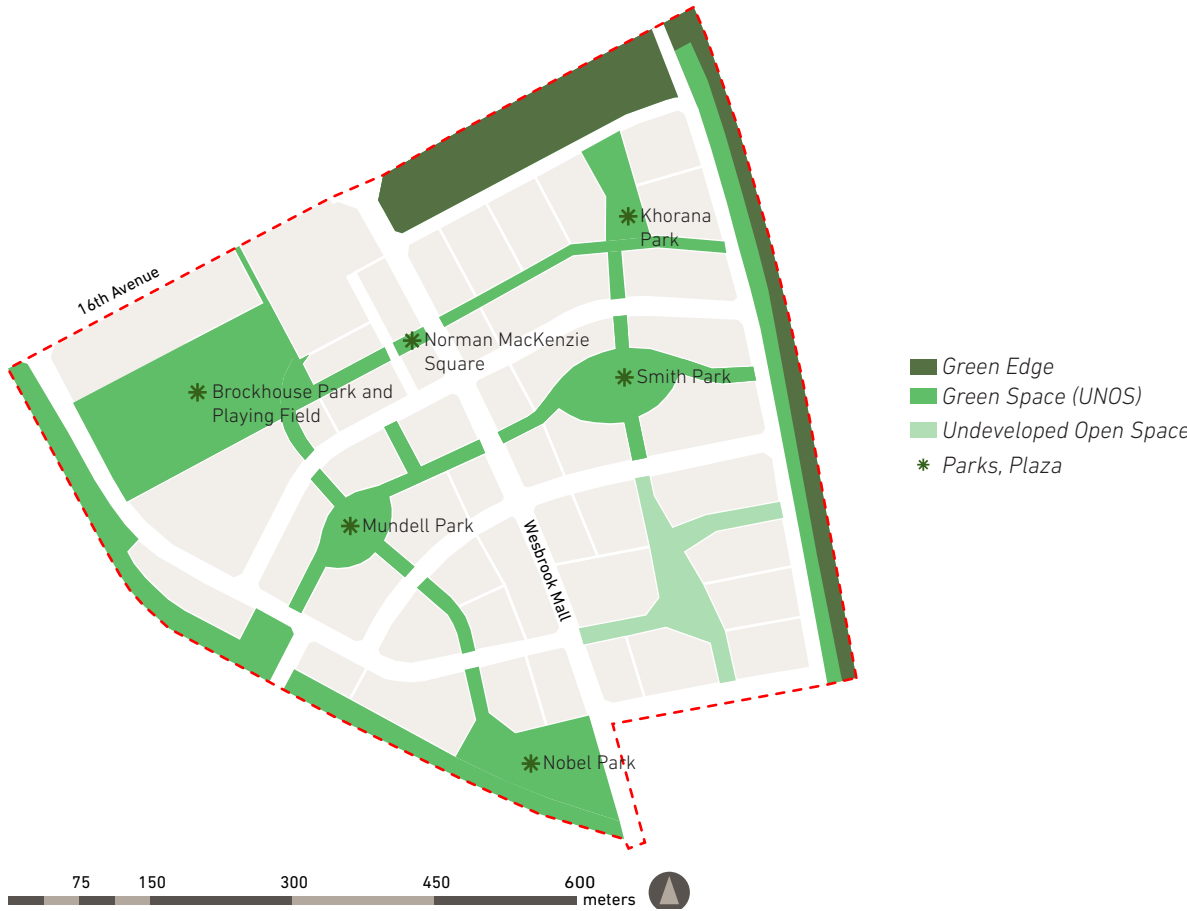 Khorana
Park
16th Avenue
Norman MacKenzie
Square
Smith Park
Brockhouse Park and
Playing Field
Mundell Park
Wesbrook Mall
Nobel Park
Green Edge
Green Space (UNOS)
Undeveloped Open Space
Parks, Plaza
75 150 300 450 600
meters